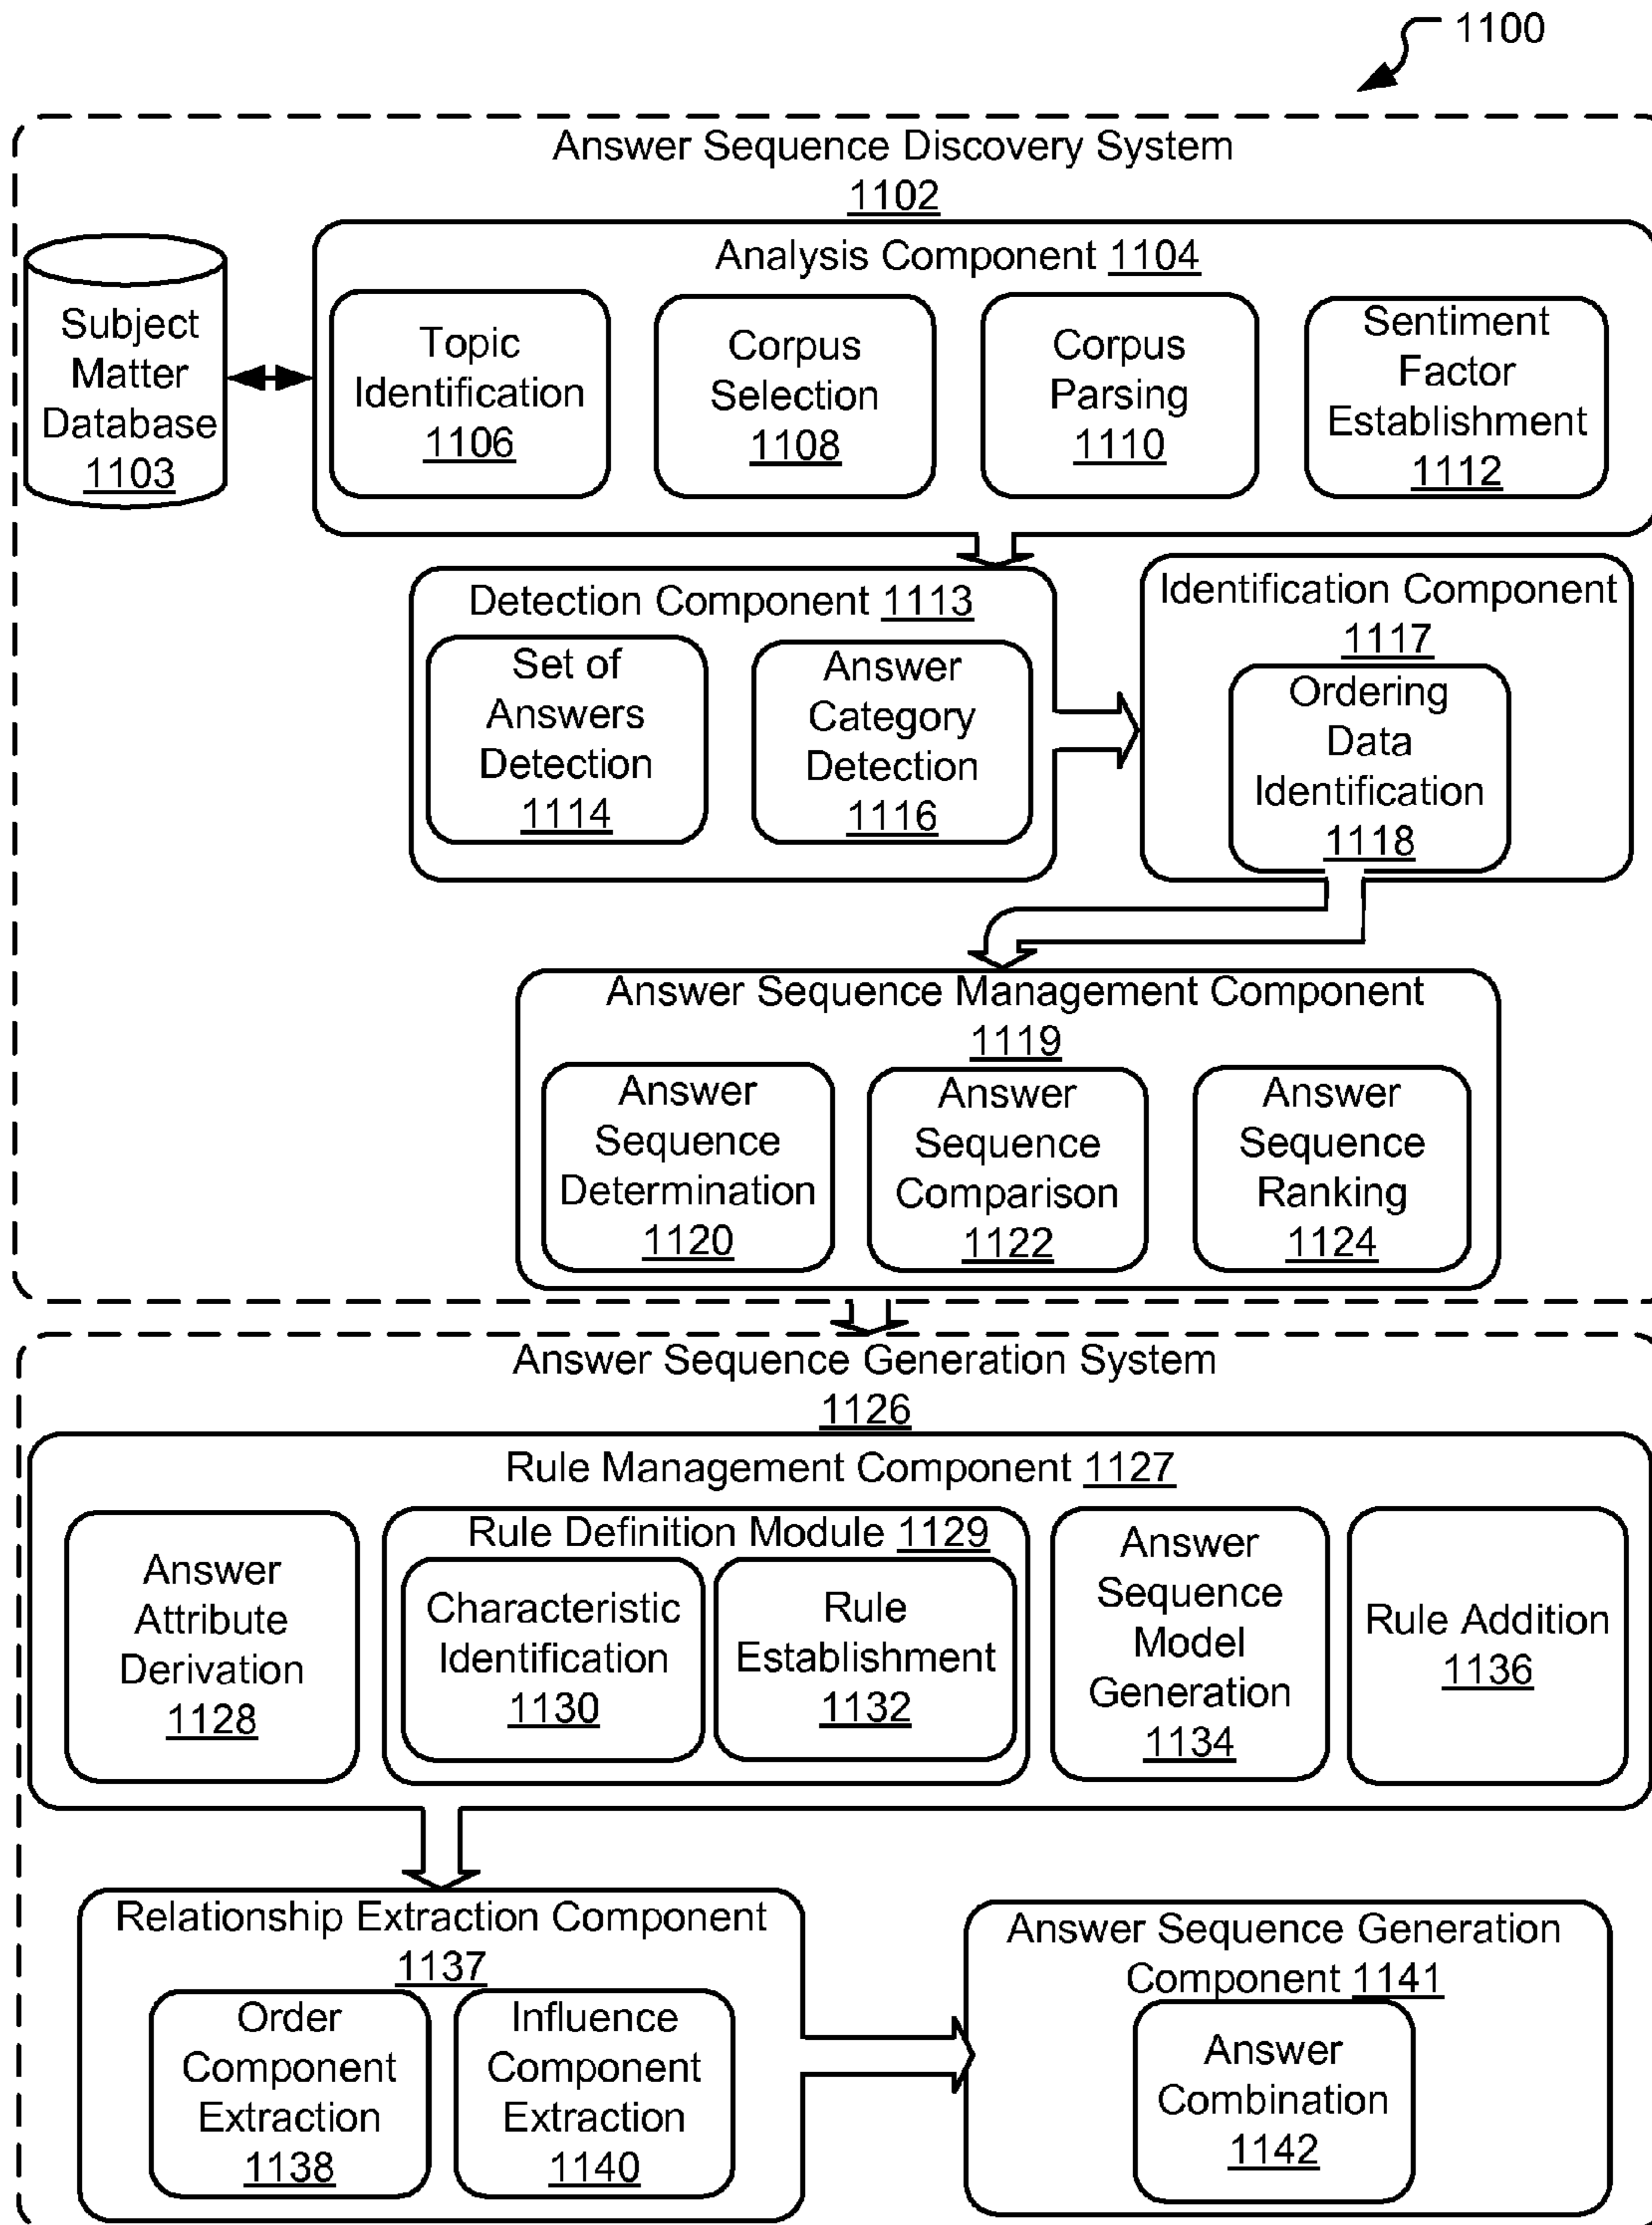 1100
Answer Sequence Discovery System
1102
Subject
Matter
Database
1103
Analysis Component 1104
Topic
Identification
1106
Corpus
Selection
1108
Corpus
Parsing
1110
Sentiment
Factor
Establishment
1112
Detection Component 1113
Set of
Answers
Detection
1114
Answer
Category
Detection
1116
Identification Component
1117
Ordering
Data
Identification
1118
Answer Sequence Management Component
1119
Answer
Sequence
Determination
1120
Answer
Sequence
Comparison
1122
Answer
Sequence
Ranking
1124
Answer Sequence Generation System
1126
Rule Management Component 1127
Answer
Attribute
Derivation
1128
Rule Definition Module 1129
Characteristic
Identification
1130
Rule
Establishment
1132
Answer
Sequence
Model
Generation
1134
Rule Addition
1136
Relationship Extraction Component
1137
Order
Component
Extraction
1138
Influence
Component
Extraction
1140
Answer Sequence Generation
Component 1141
Answer
Combination
1142